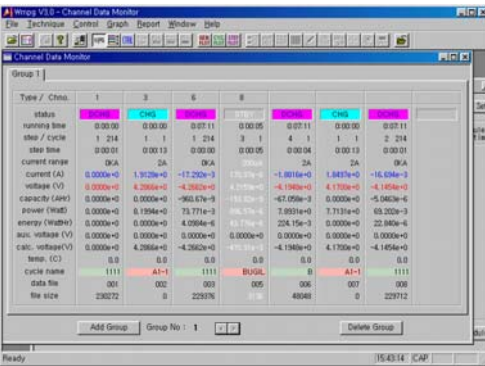 Wrmpg V3.0 - Channel Data Monitor
File Technique Control Graph Report Window Help
Channel Data Monitor
Group 1
Type / Chno. 1 3 6 8
status DCHG CHG DCHG DCHG CHG DCHG
running time 0:00:00 0:00:00 0:07:11 0:00:05 0:07:11 0:00:05 0:07:11
step / cycle 1 214 1 1 1 214 3 1 4 1 1 1 2 214
step time 0:00:01 0:00:13 0:00:00 0:00:05 0:00:04 0:00:13 0:00:01
current range 0KA 2A 0KA 2A 2A 0KA
current (A) 0.0000e+0 1.9128e+0 -17.292e-3 -1.8016e+0 1.8497e+0 -16.694e-3
voltage (V) 0.0000e+0 4.2866e+0 -4.2662e+0 -4.1940e+0 4.1700e+0 -4.1454e+0
capacity (AHr) 0.0000e+0 0.0000e+0 -960.67e-9 -67.058e-3 0.0000e+0 -5.0463e-6
power (Watt) 0.0000e+0 8.1994e+0 73.771e-3 7.8931e+0 7.7131e+0 69.202e-3
energy (WattHr) 0.0000e+0 0.0000e+0 4.0984e-6 224.15e-3 0.0000e+0 22.840e-6
aux. voltage (V) 0.0000e+0 0.0000e+0 0.0000e+0 0.0000e+0 0.0000e+0 0.0000e+0 0.0000e+0
calc. voltage(V) 0.0000e+0 4.2866e+0 -4.2662e+0 -4.1948e+0 4.1700e+0 -4.1454e+0
temp. (C) 0.0 0.0 0.0 0.0 0.0 0.0 0.0
cycle name 1111 A1-1 1111 BUGIL B A1-1 1111
data file 001 002 003 005 006 007 008
file size 230272 0 229376 48048 0 229712
Add Group Group No : 1 < > Delete Group
Ready 15:43:14 CAP